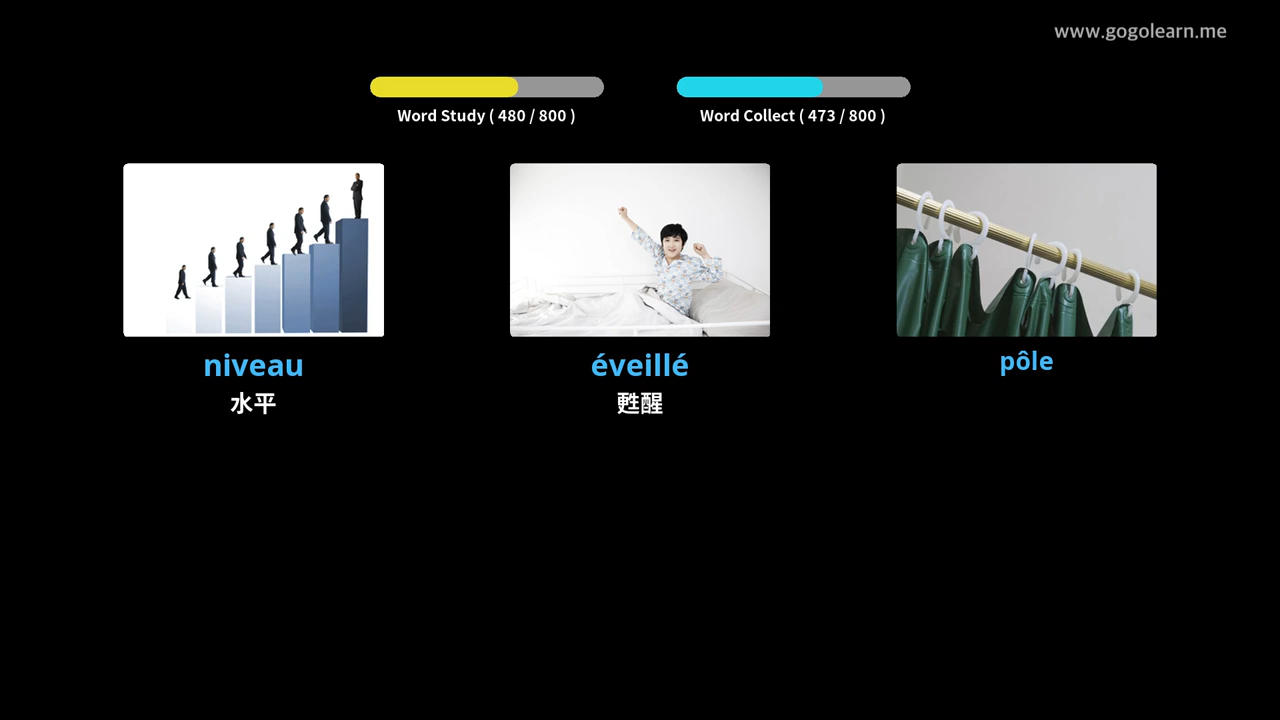 www.gogolearn.me
Word Study ( 480 / 800 )
Word Collect ( 473 / 800 )
niveau
水平
éveillé
甦醒
pôle